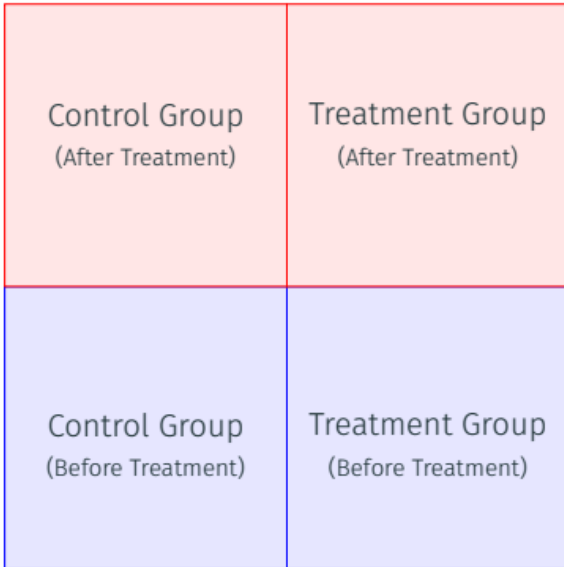 Control Group
(After Treatment)
Treatment Group
(After Treatment)
Control Group
(Before Treatment)
Treatment Group
(Before Treatment)